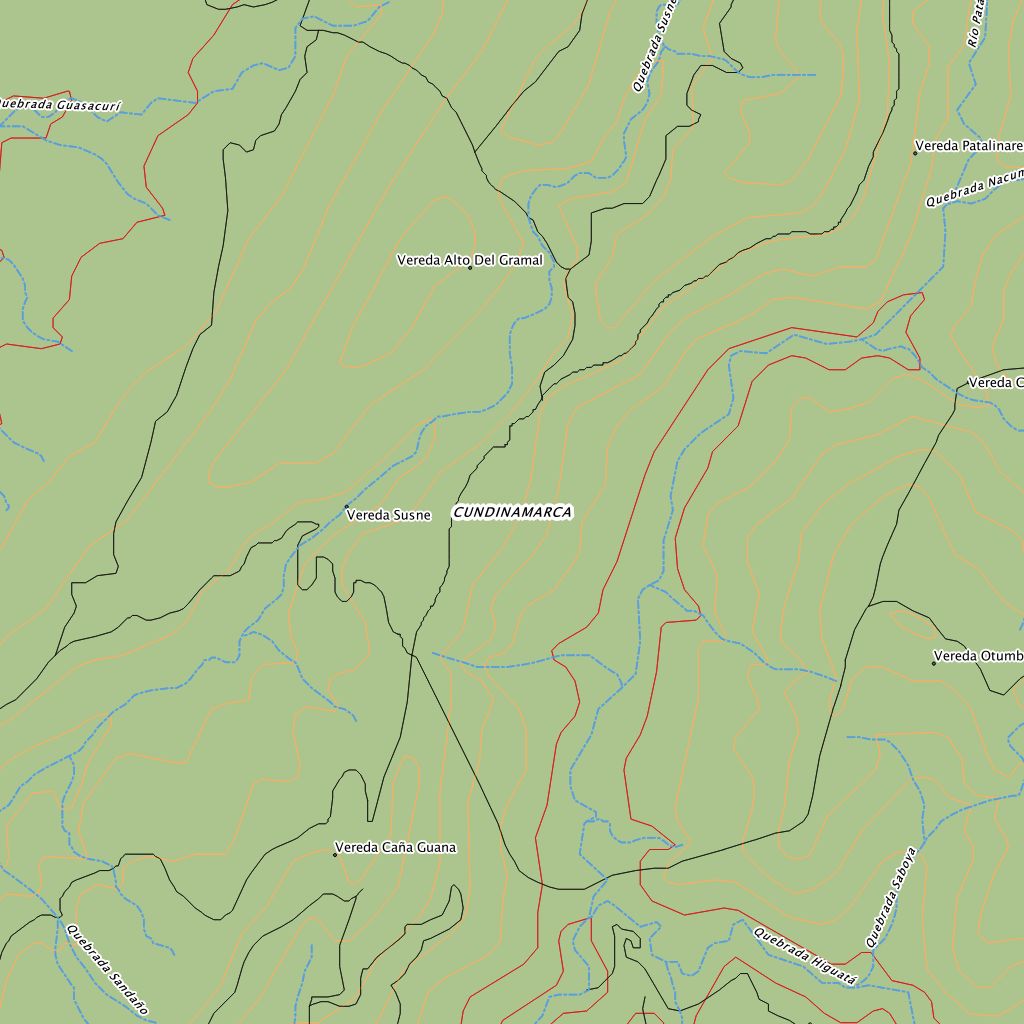 Quebrada Susne
Río Pata
Quebrada Guasacurí
Vereda Patalinare
Quebrada Nacum
Vereda Alto Del Gramal
Vereda C
Vereda Susne
CUNDINAMARCA
Vereda Otumb
Vereda Caña Guana
Quebrada Saboya
Quebrada Sandaño
Quebrada Higuatá